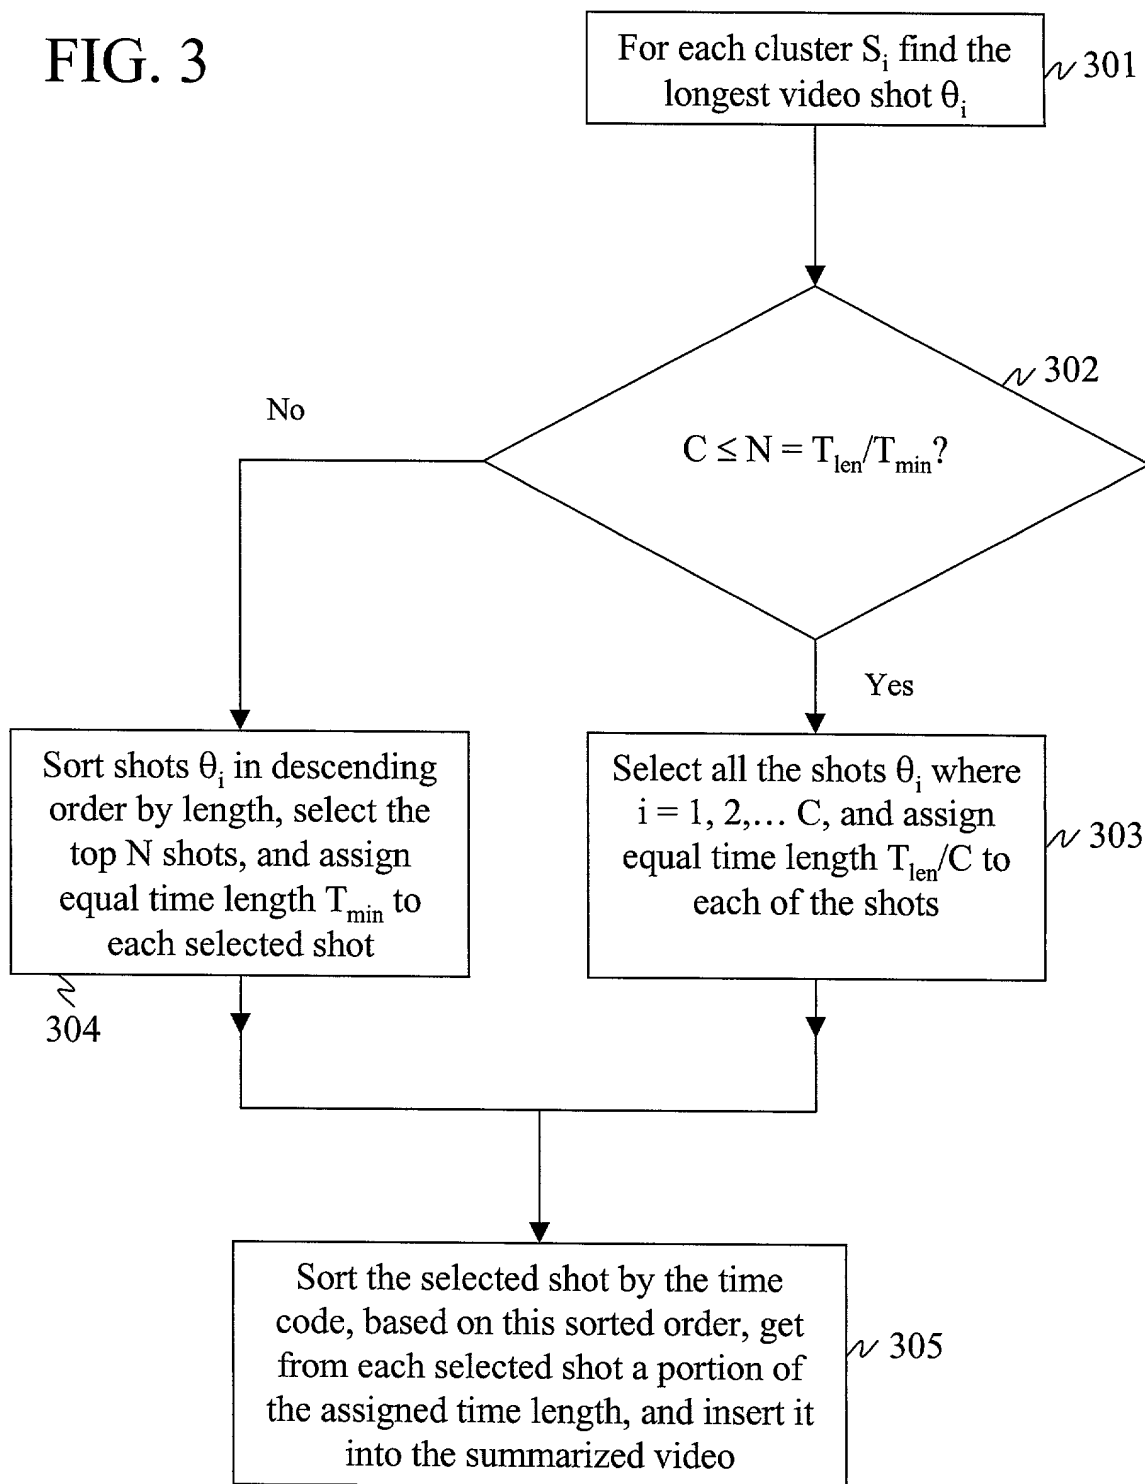 FIG. 3
For each cluster Sᵢ find the
longest video shot θᵢ
301
302
C ≤ N = T_len/T_min?
No
Yes
Sort shots θᵢ in descending
order by length, select the
top N shots, and assign
equal time length T_min to
each selected shot
304
Select all the shots θᵢ where
i = 1, 2,... C, and assign
equal time length T_len/C to
each of the shots
303
Sort the selected shot by the time
code, based on this sorted order, get
from each selected shot a portion of
the assigned time length, and insert it
into the summarized video
305